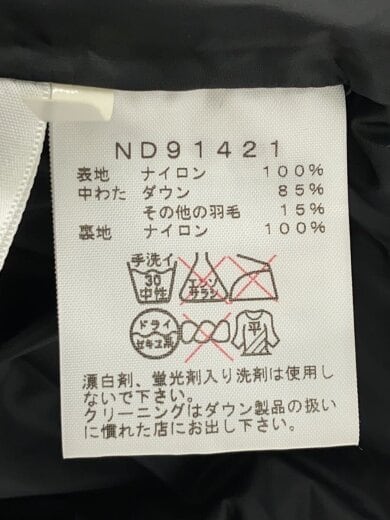 ND91421
表地 ナイロン 100%
中わた ダウン 85%
その他の羽毛 15%
裏地 ナイロン 100%
手洗イ 30 中性
エンソ サラシ
ドライ セキユ系
平
漂白剤、蛍光剤入り洗剤は使用し
ないで下さい。
クリーニングはダウン製品の扱い
に慣れた店にお出し下さい。